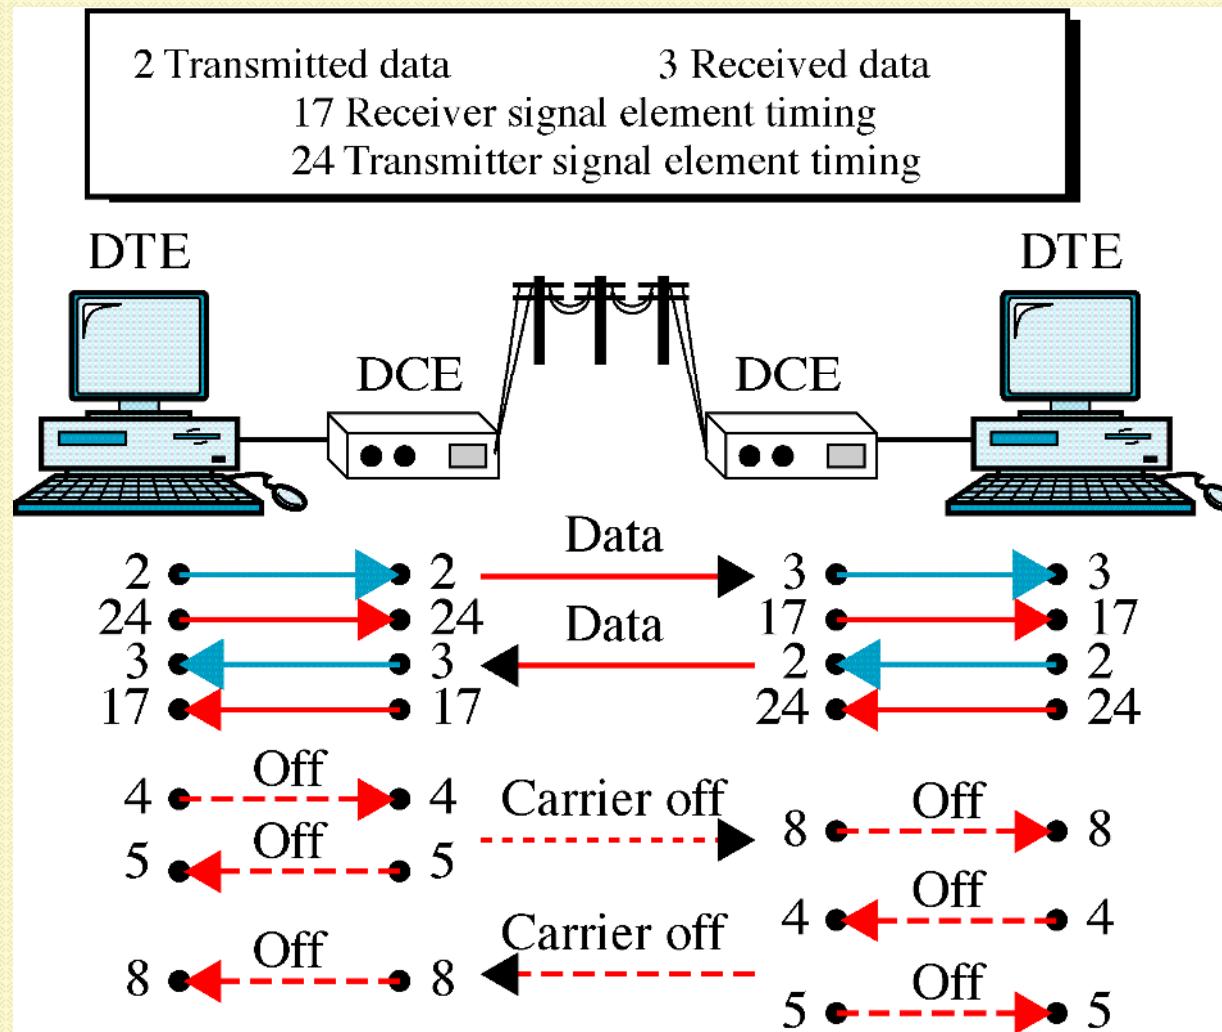 2 Transmitted data 3 Received data
17 Receiver signal element timing
24 Transmitter signal element timing
DTE DTE
DCE DCE
Data
2 2 3 3
24 24 17 17
Data
3 3 2 2
17 17 24 24
Off
4 4 Carrier off Off
8 8
Off
5 5
Off
4 4
Carrier off
Off
8 8 Off
5 5